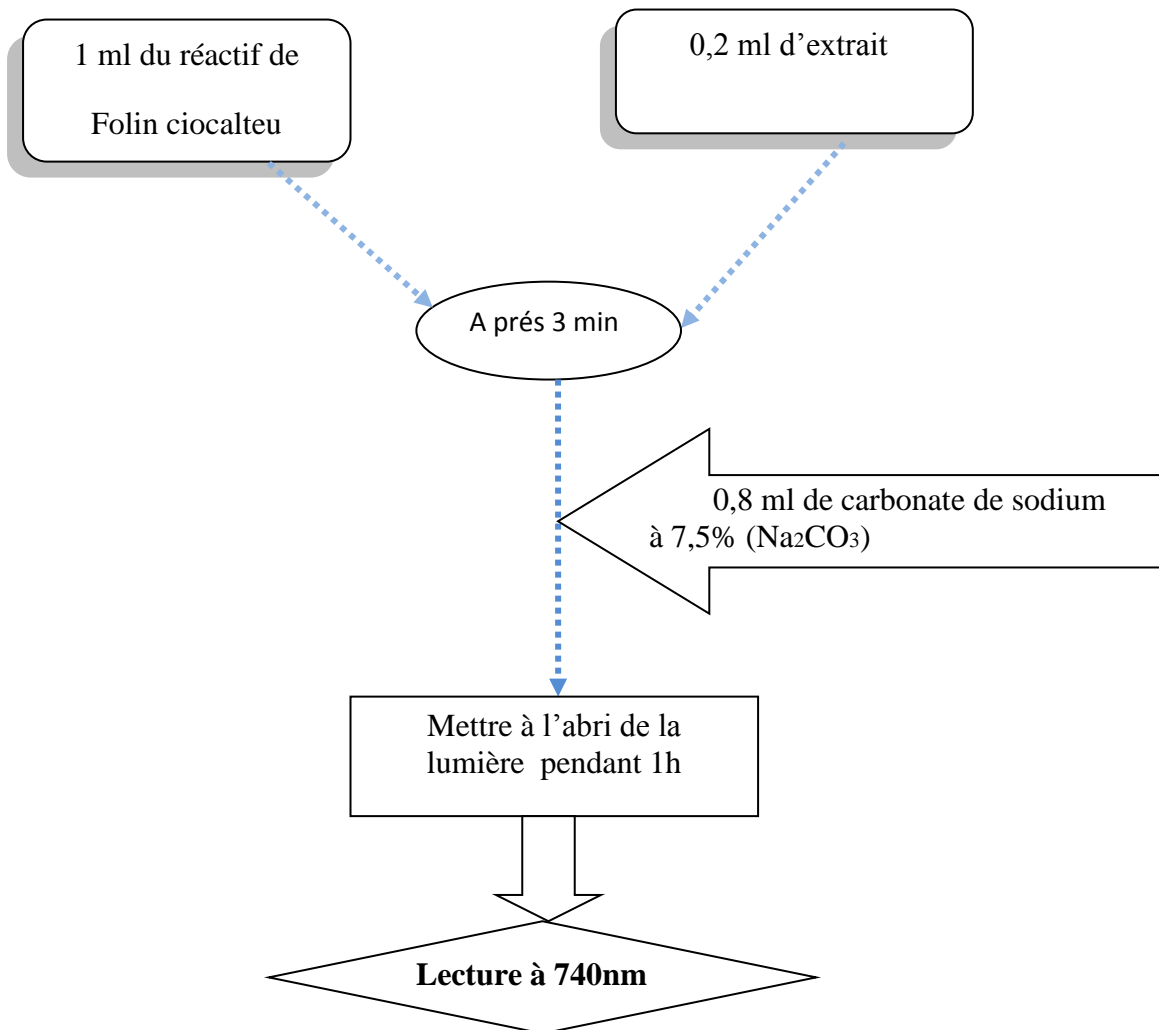 1 ml du réactif de
Folin ciocalteu
0,2 ml d’extrait
A prés 3 min
0,8 ml de carbonate de sodium
à 7,5% (Na₂CO₃)
Mettre à l’abri de la
lumière pendant 1h
Lecture à 740nm